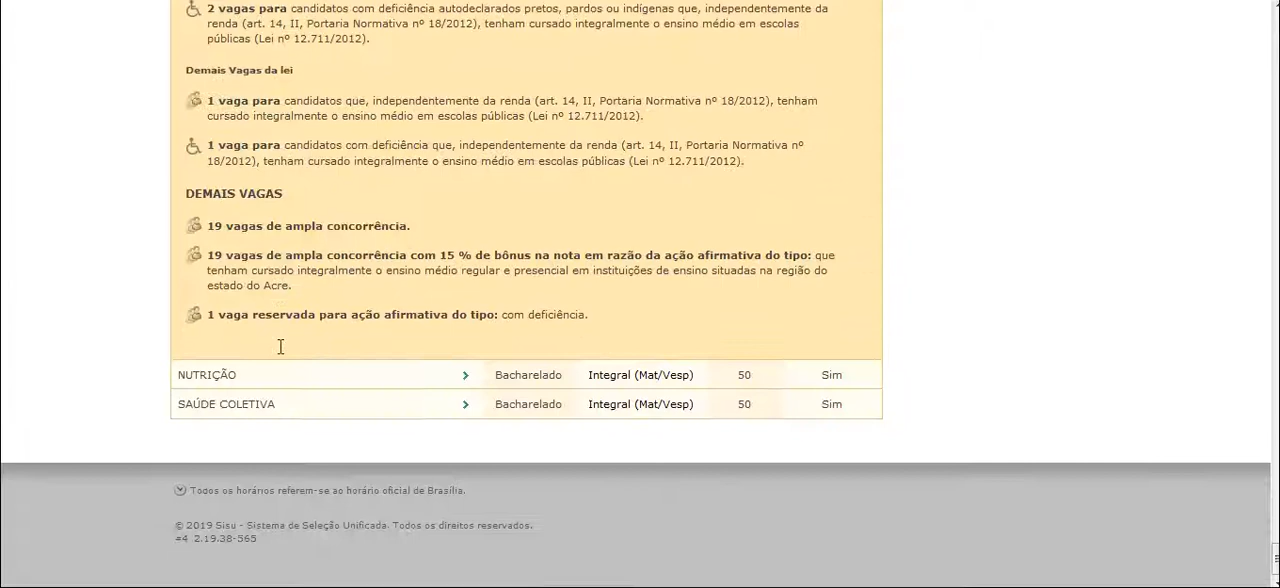 2 vagas para candidatos com deficiência autodeclarados pretos, pardos ou indígenas que, independentemente da
renda (art. 14, II, Portaria Normativa nº 18/2012), tenham cursado integralmente o ensino médio em escolas
públicas (Lei nº 12.711/2012).
Demais Vagas da lei
1 vaga para candidatos que, independentemente da renda (art. 14, II, Portaria Normativa nº 18/2012), tenham
cursado integralmente o ensino médio em escolas públicas (Lei nº 12.711/2012).
1 vaga para candidatos com deficiência que, independentemente da renda (art. 14, II, Portaria Normativa nº
18/2012), tenham cursado integralmente o ensino médio em escolas públicas (Lei nº 12.711/2012).
DEMAIS VAGAS
19 vagas de ampla concorrência.
19 vagas de ampla concorrência com 15 % de bônus na nota em razão da ação afirmativa do tipo: que
tenham cursado integralmente o ensino médio regular e presencial em instituições de ensino situadas na região do
estado do Acre.
1 vaga reservada para ação afirmativa do tipo: com deficiência.
NUTRIÇÃO Bacharelado Integral (Mat/Vesp) 50 Sim
SAÚDE COLETIVA Bacharelado Integral (Mat/Vesp) 50 Sim
Todos os horários referem-se ao horário oficial de Brasília.
© 2019 Sisu - Sistema de Seleção Unificada. Todos os direitos reservados.
#4 2.19.38-565